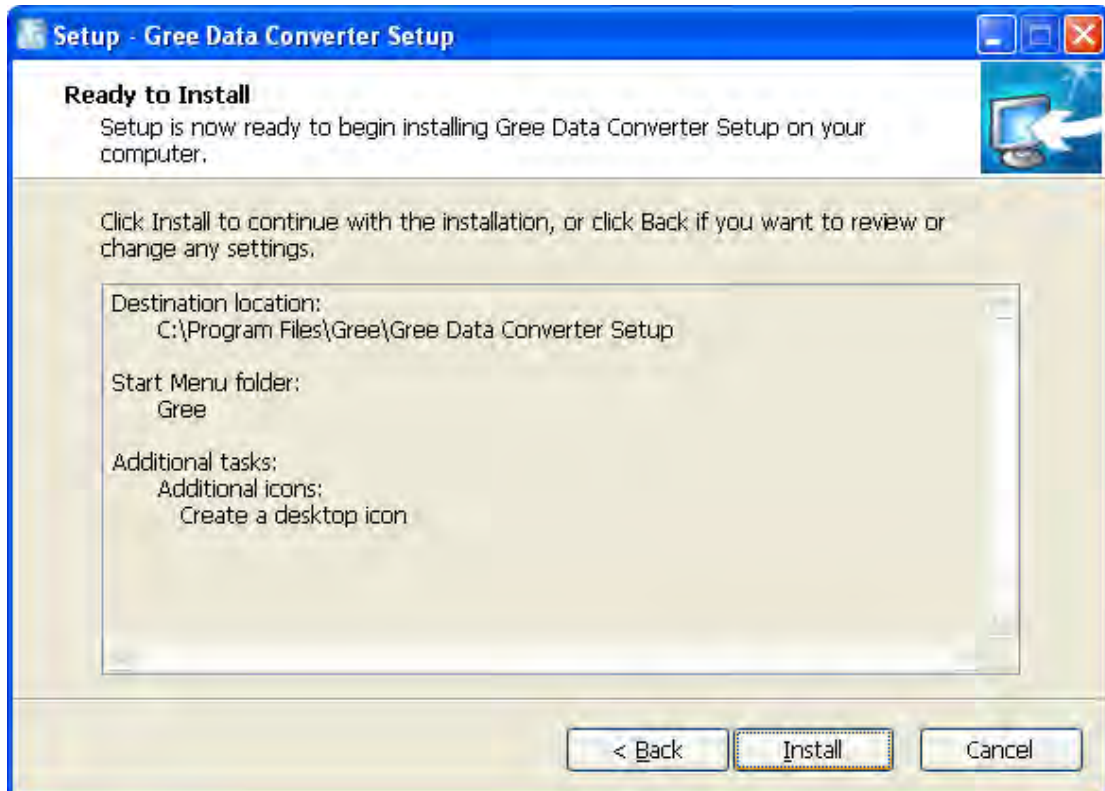 Setup - Gree Data Converter Setup
Ready to Install
Setup is now ready to begin installing Gree Data Converter Setup on your
computer.
Click Install to continue with the installation, or click Back if you want to review or
change any settings.
Destination location:
C:\Program Files\Gree\Gree Data Converter Setup
Start Menu folder:
Gree
Additional tasks:
Additional icons:
Create a desktop icon
< Back Install Cancel